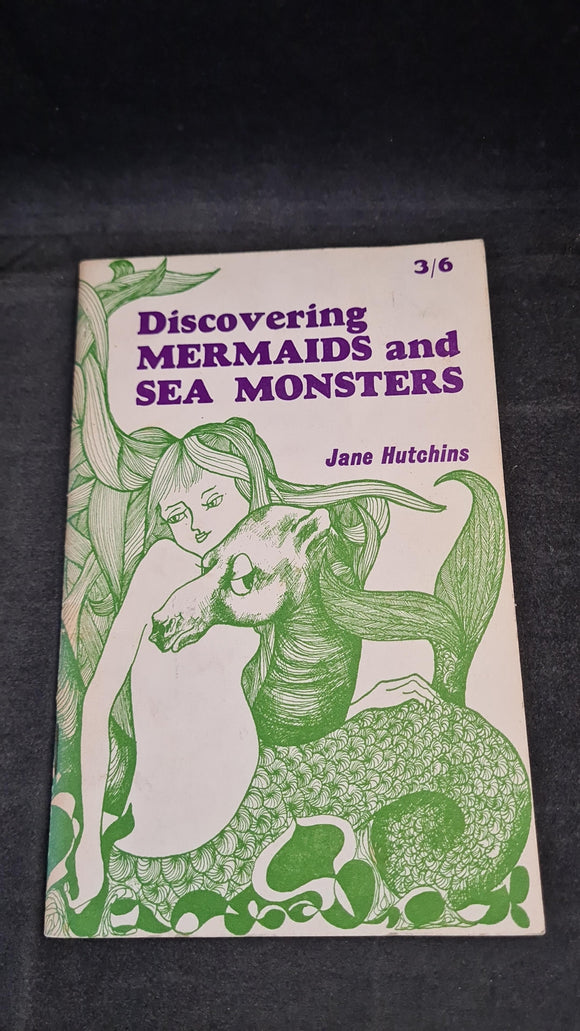 3/6
Discovering
MERMAIDS and
SEA MONSTERS
Jane Hutchins